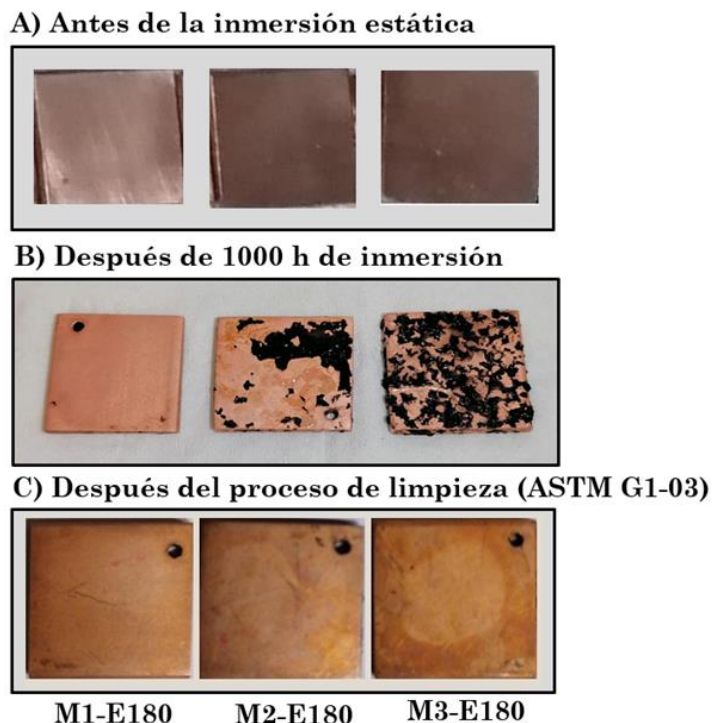 A) Antes de la inmersión estática
B) Después de 1000 h de inmersión
C) Después del proceso de limpieza (ASTM G1-03)
M1-E180 M2-E180 M3-E180